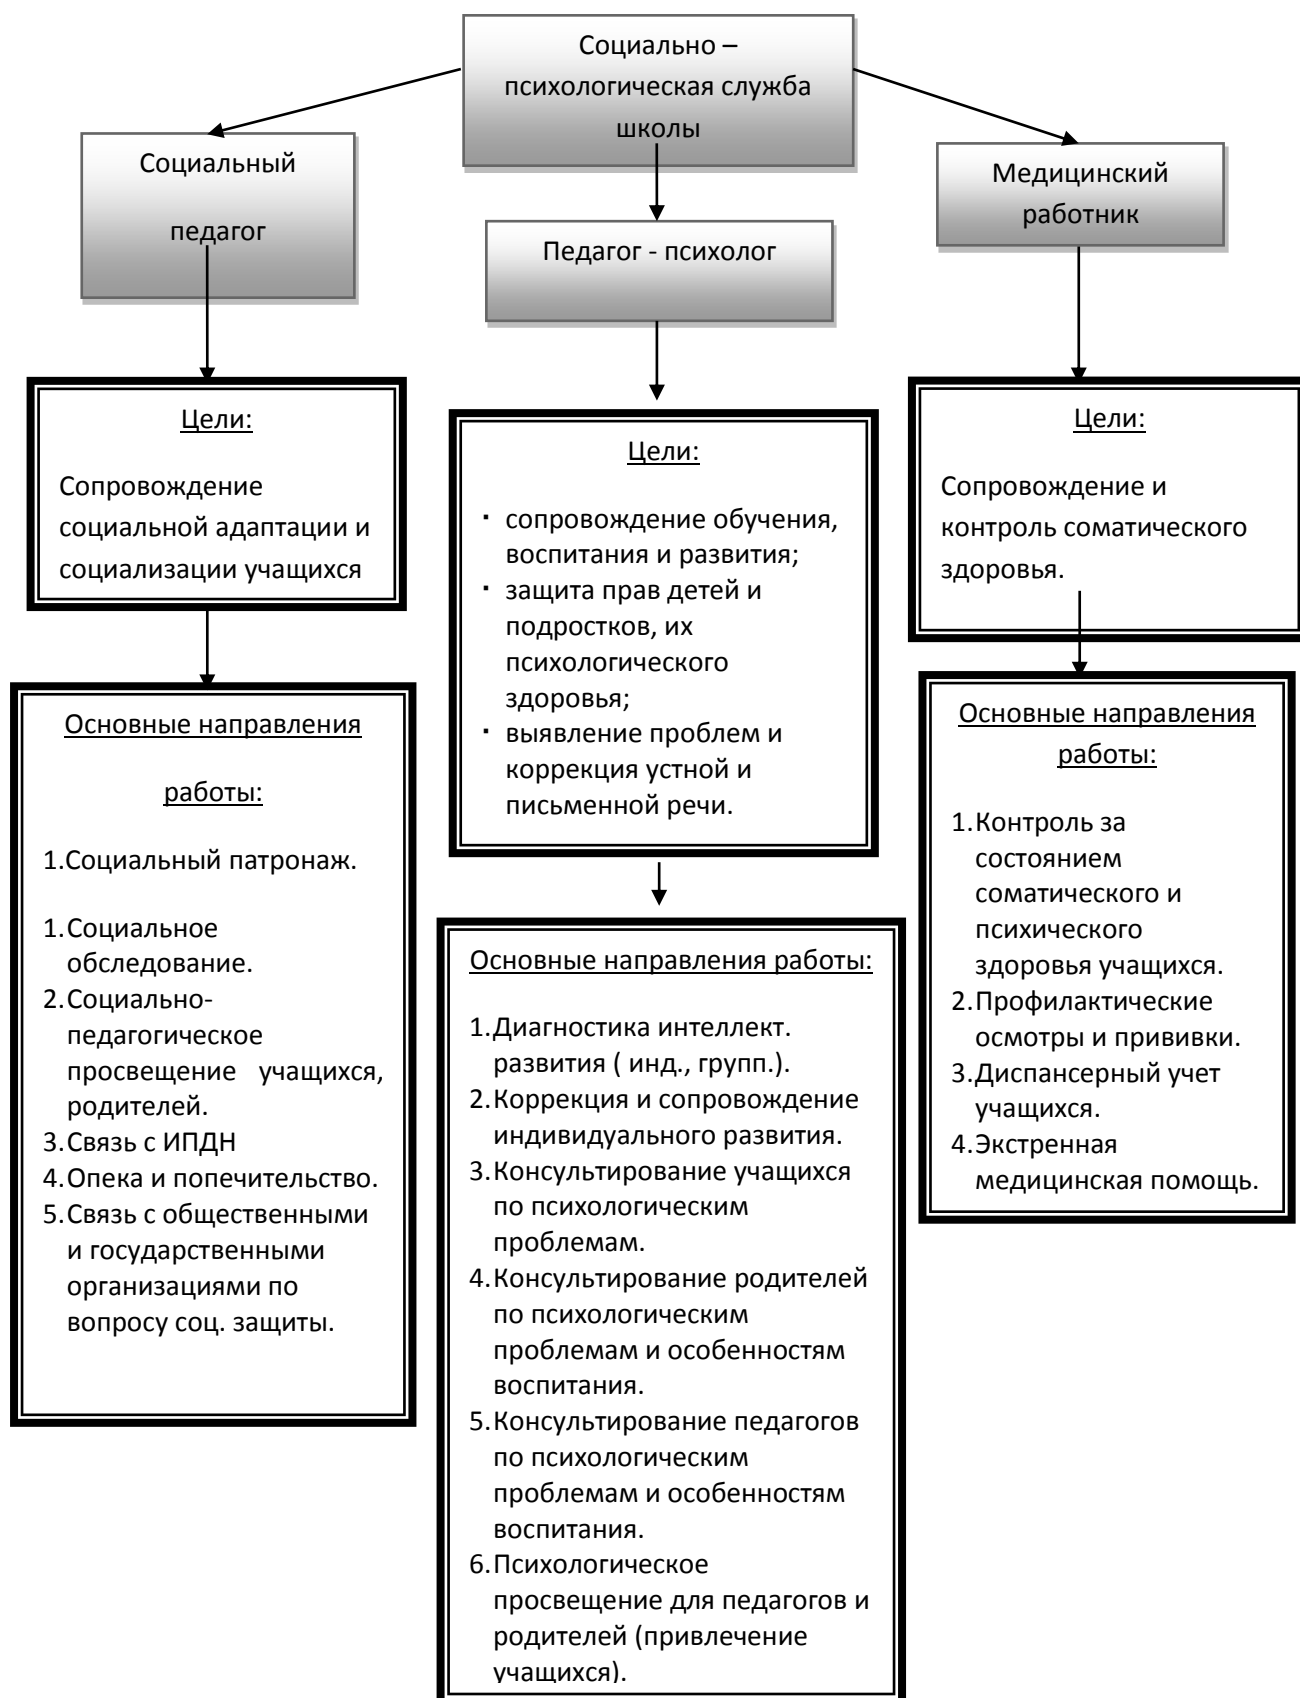 Социально –
психологическая служба
школы
Социальный
педагог
Педагог - психолог
Медицинский
работник
Цели:
Сопровождение
социальной адаптации и
социализации учащихся
Цели:
· сопровождение обучения,
воспитания и развития;
· защита прав детей и
подростков, их
психологического
здоровья;
· выявление проблем и
коррекция устной и
письменной речи.
Цели:
Сопровождение и
контроль соматического
здоровья.
Основные направления
работы:
1.Социальный патронаж.
1.Социальное
обследование.
2.Социально-
педагогическое
просвещение учащихся,
родителей.
3.Связь с ИПДН
4.Опека и попечительство.
5.Связь с общественными
и государственными
организациями по
вопросу соц. защиты.
Основные направления работы:
1.Диагностика интеллект.
развития ( инд., групп.).
2.Коррекция и сопровождение
индивидуального развития.
3.Консультирование учащихся
по психологическим
проблемам.
4.Консультирование родителей
по психологическим
проблемам и особенностям
воспитания.
5.Консультирование педагогов
по психологическим
проблемам и особенностям
воспитания.
6.Психологическое
просвещение для педагогов и
родителей (привлечение
учащихся).
Основные направления
работы:
1.Контроль за
состоянием
соматического и
психического
здоровья учащихся.
2.Профилактические
осмотры и прививки.
3.Диспансерный учет
учащихся.
4.Экстренная
медицинская помощь.